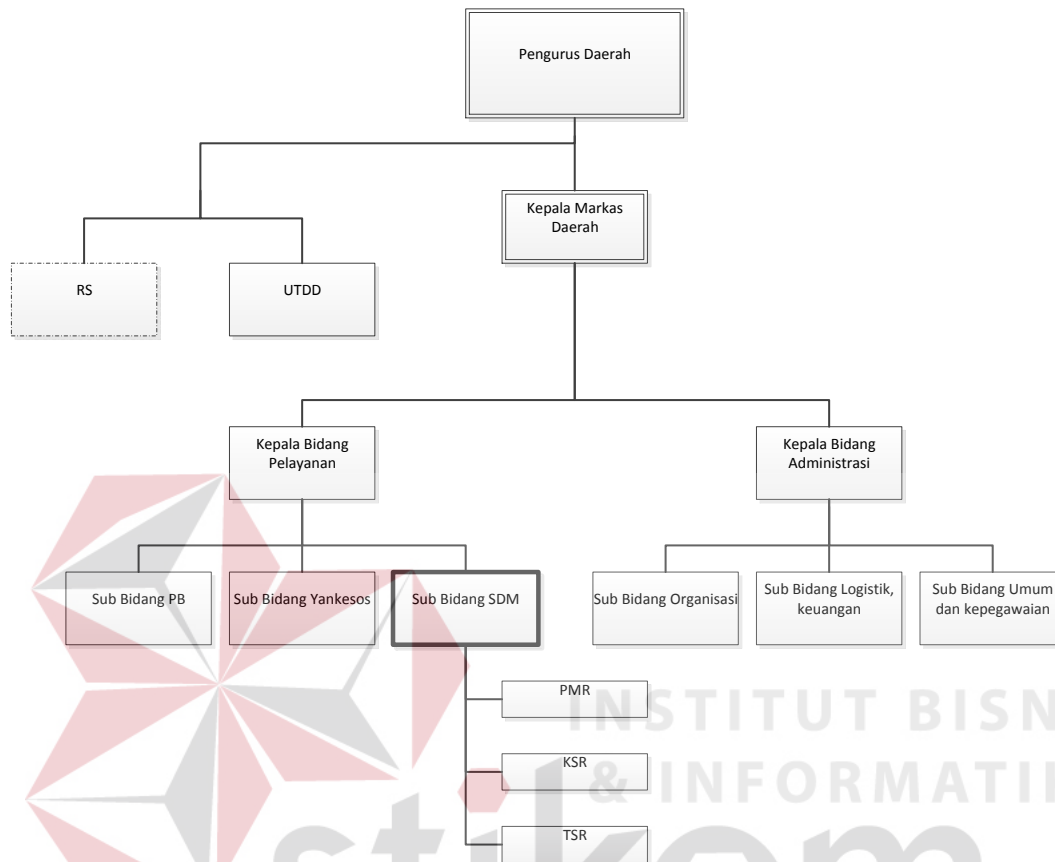 Pengurus Daerah
Kepala Markas
Daerah
RS
UTDD
Kepala Bidang
Pelayanan
Kepala Bidang
Administrasi
Sub Bidang PB
Sub Bidang Yankesos
Sub Bidang SDM
Sub Bidang Organisasi
Sub Bidang Logistik,
keuangan
Sub Bidang Umum
dan kepegawaian
PMR
KSR
TSR
INSTITUT BISN
& INFORMATI
stikom